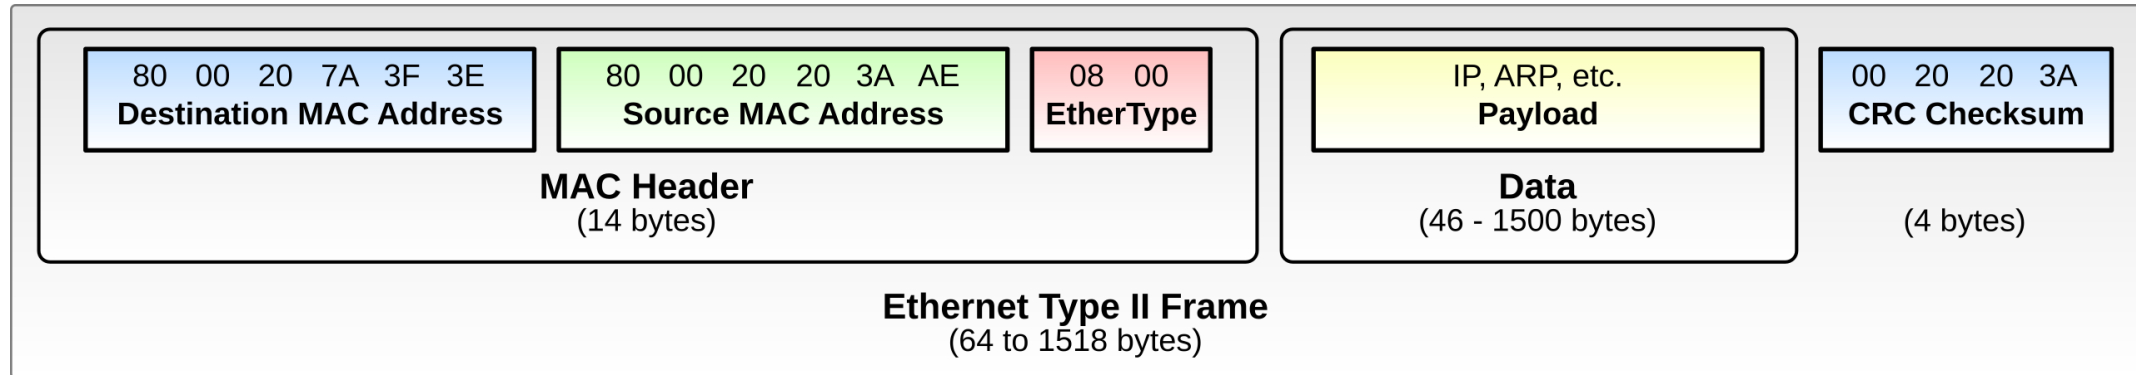 80 00 20 7A 3F 3E
Destination MAC Address
80 00 20 20 3A AE
Source MAC Address
08 00
EtherType
MAC Header
(14 bytes)
IP, ARP, etc.
Payload
Data
(46 - 1500 bytes)
00 20 20 3A
CRC Checksum
(4 bytes)
Ethernet Type II Frame
(64 to 1518 bytes)